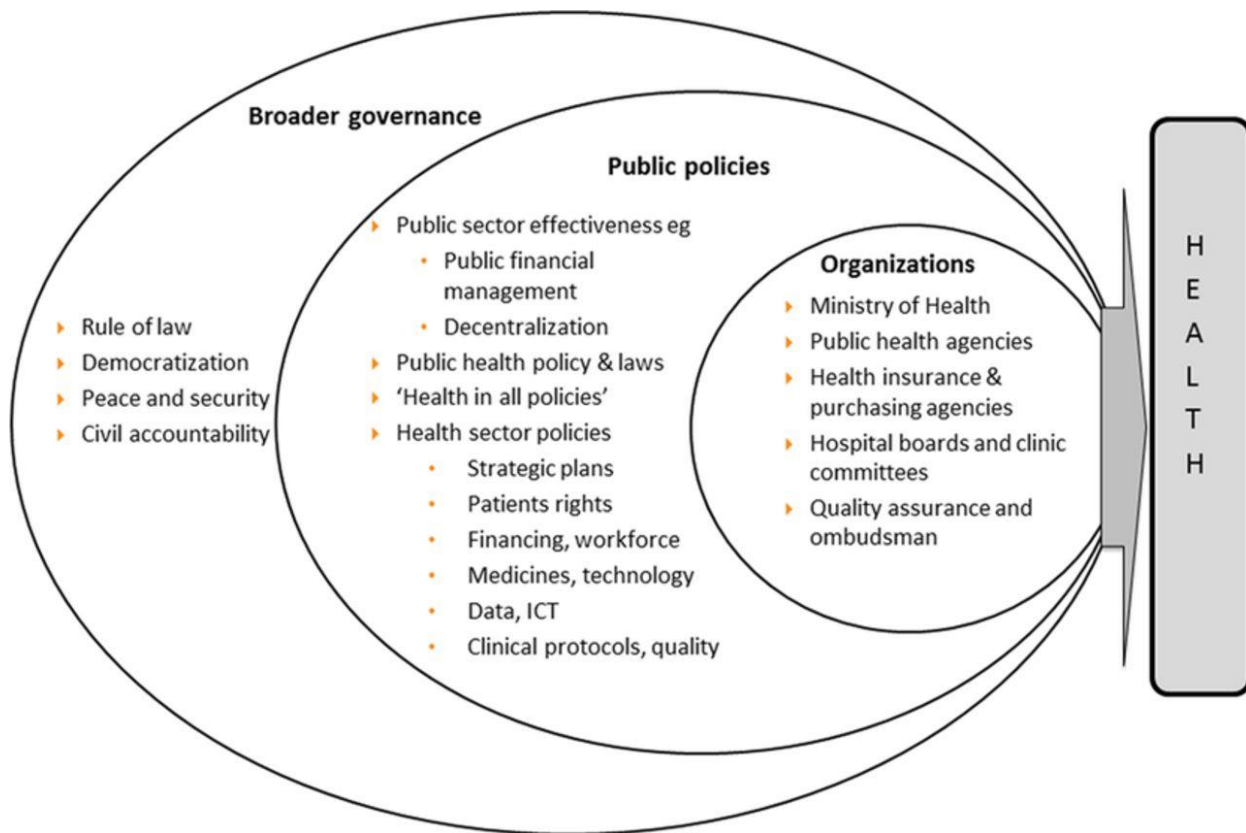 Broader governance
Rule of law
Democratization
Peace and security
Civil accountability
Public policies
Public sector effectiveness eg
Public financial
management
Decentralization
Public health policy & laws
‘Health in all policies’
Health sector policies
Strategic plans
Patients rights
Financing, workforce
Medicines, technology
Data, ICT
Clinical protocols, quality
Organizations
Ministry of Health
Public health agencies
Health insurance &
purchasing agencies
Hospital boards and clinic
committees
Quality assurance and
ombudsman
H
E
A
L
T
H